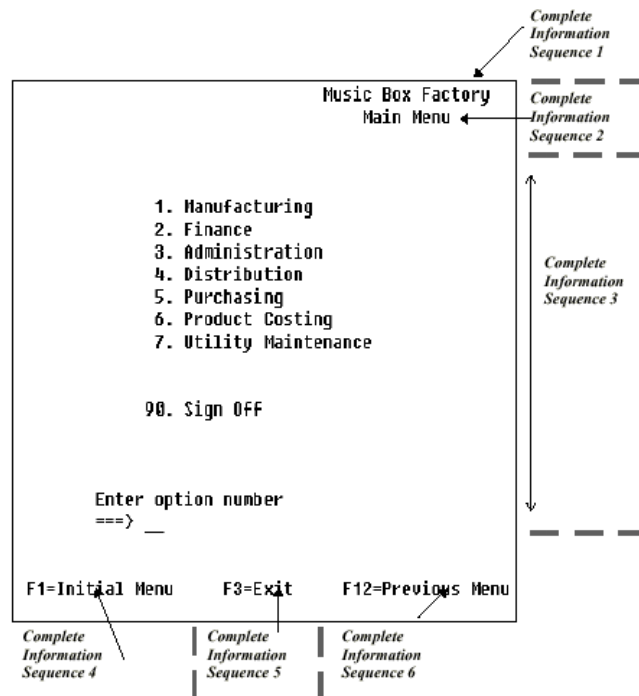 Complete
Information
Sequence 1
Music Box Factory
Main Menu
Complete
Information
Sequence 2
1. Manufacturing
2. Finance
3. Administration
4. Distribution
5. Purchasing
6. Product Costing
7. Utility Maintenance
Complete
Information
Sequence 3
90. Sign Off
Enter option number
===> __
F1=Initial Menu F3=Exit F12=Previous Menu
Complete
Information
Sequence 4
Complete
Information
Sequence 5
Complete
Information
Sequence 6